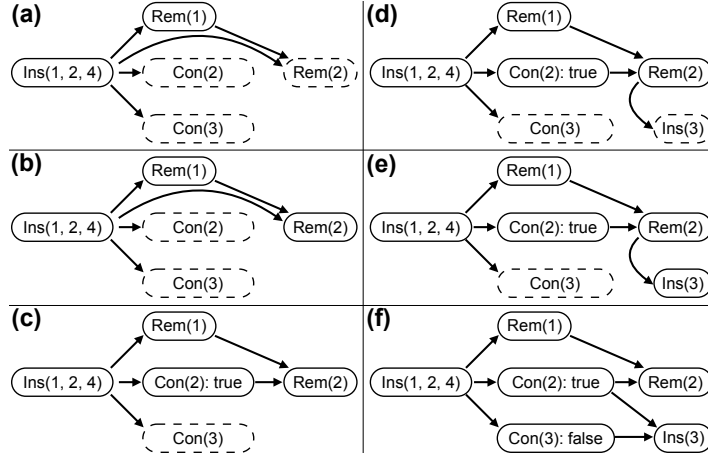 (a)
Rem(1)
Ins(1, 2, 4)
Con(2)
Rem(2)
Con(3)
(b)
Rem(1)
Ins(1, 2, 4)
Con(2)
Rem(2)
Con(3)
(c)
Rem(1)
Ins(1, 2, 4)
Con(2): true
Rem(2)
Con(3)
(d)
Rem(1)
Ins(1, 2, 4)
Con(2): true
Rem(2)
Con(3)
Ins(3)
(e)
Rem(1)
Ins(1, 2, 4)
Con(2): true
Rem(2)
Con(3)
Ins(3)
(f)
Rem(1)
Ins(1, 2, 4)
Con(2): true
Rem(2)
Con(3): false
Ins(3)